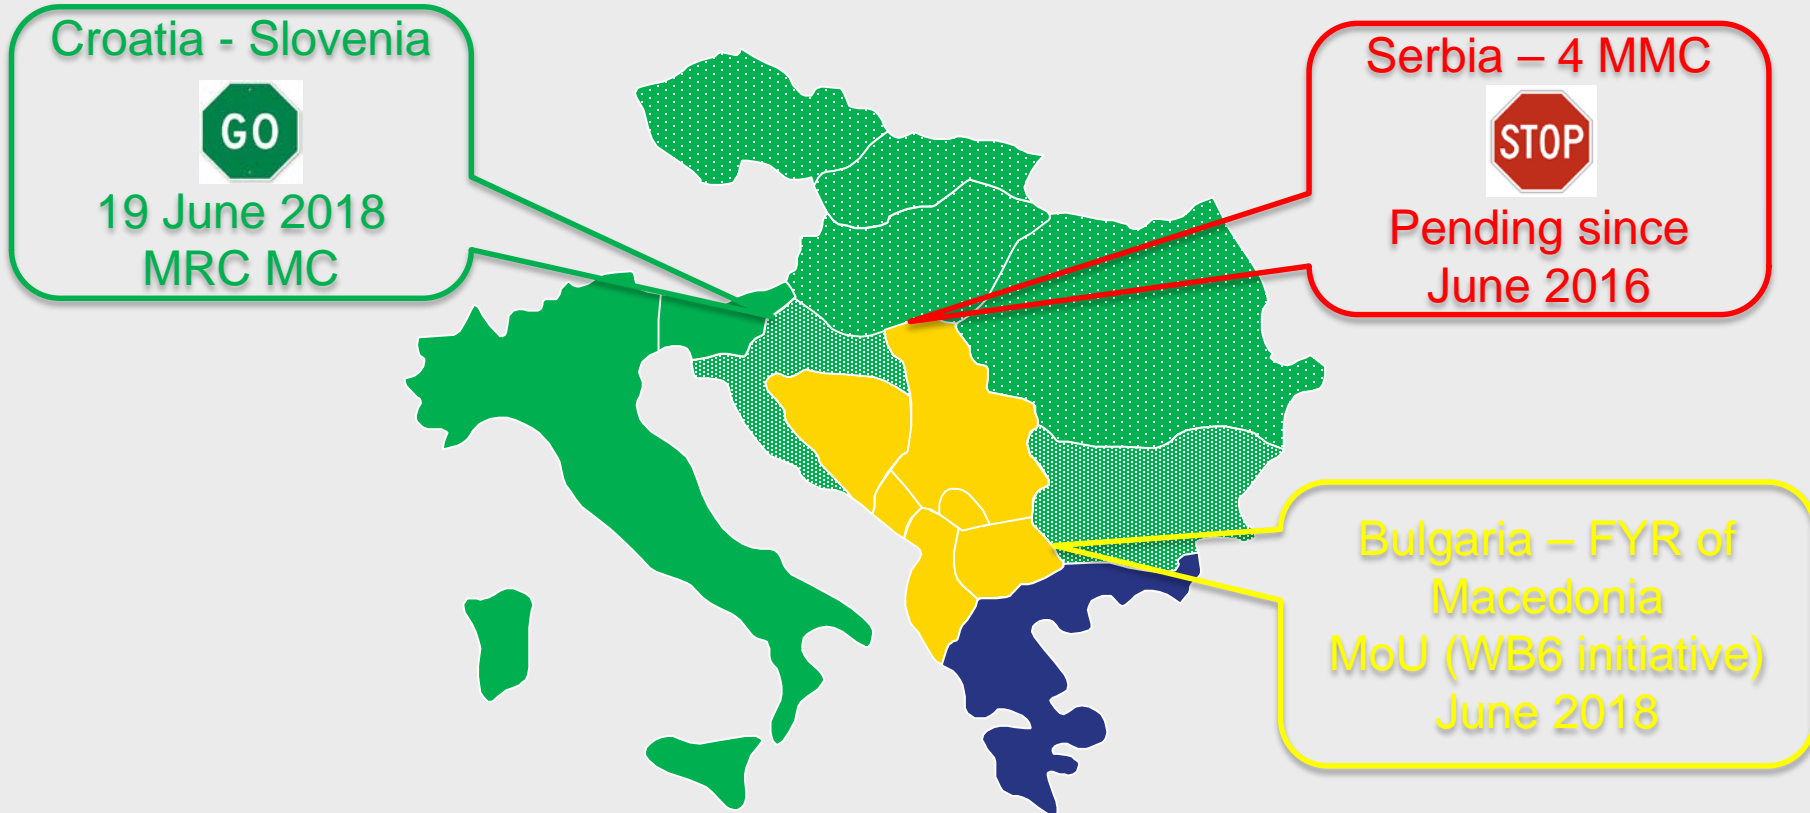 Croatia - Slovenia
GO
19 June 2018
MRC MC
Serbia – 4 MMC
STOP
Pending since
June 2016
Bulgaria – FYR of
Macedonia
MoU (WB6 initiative)
June 2018